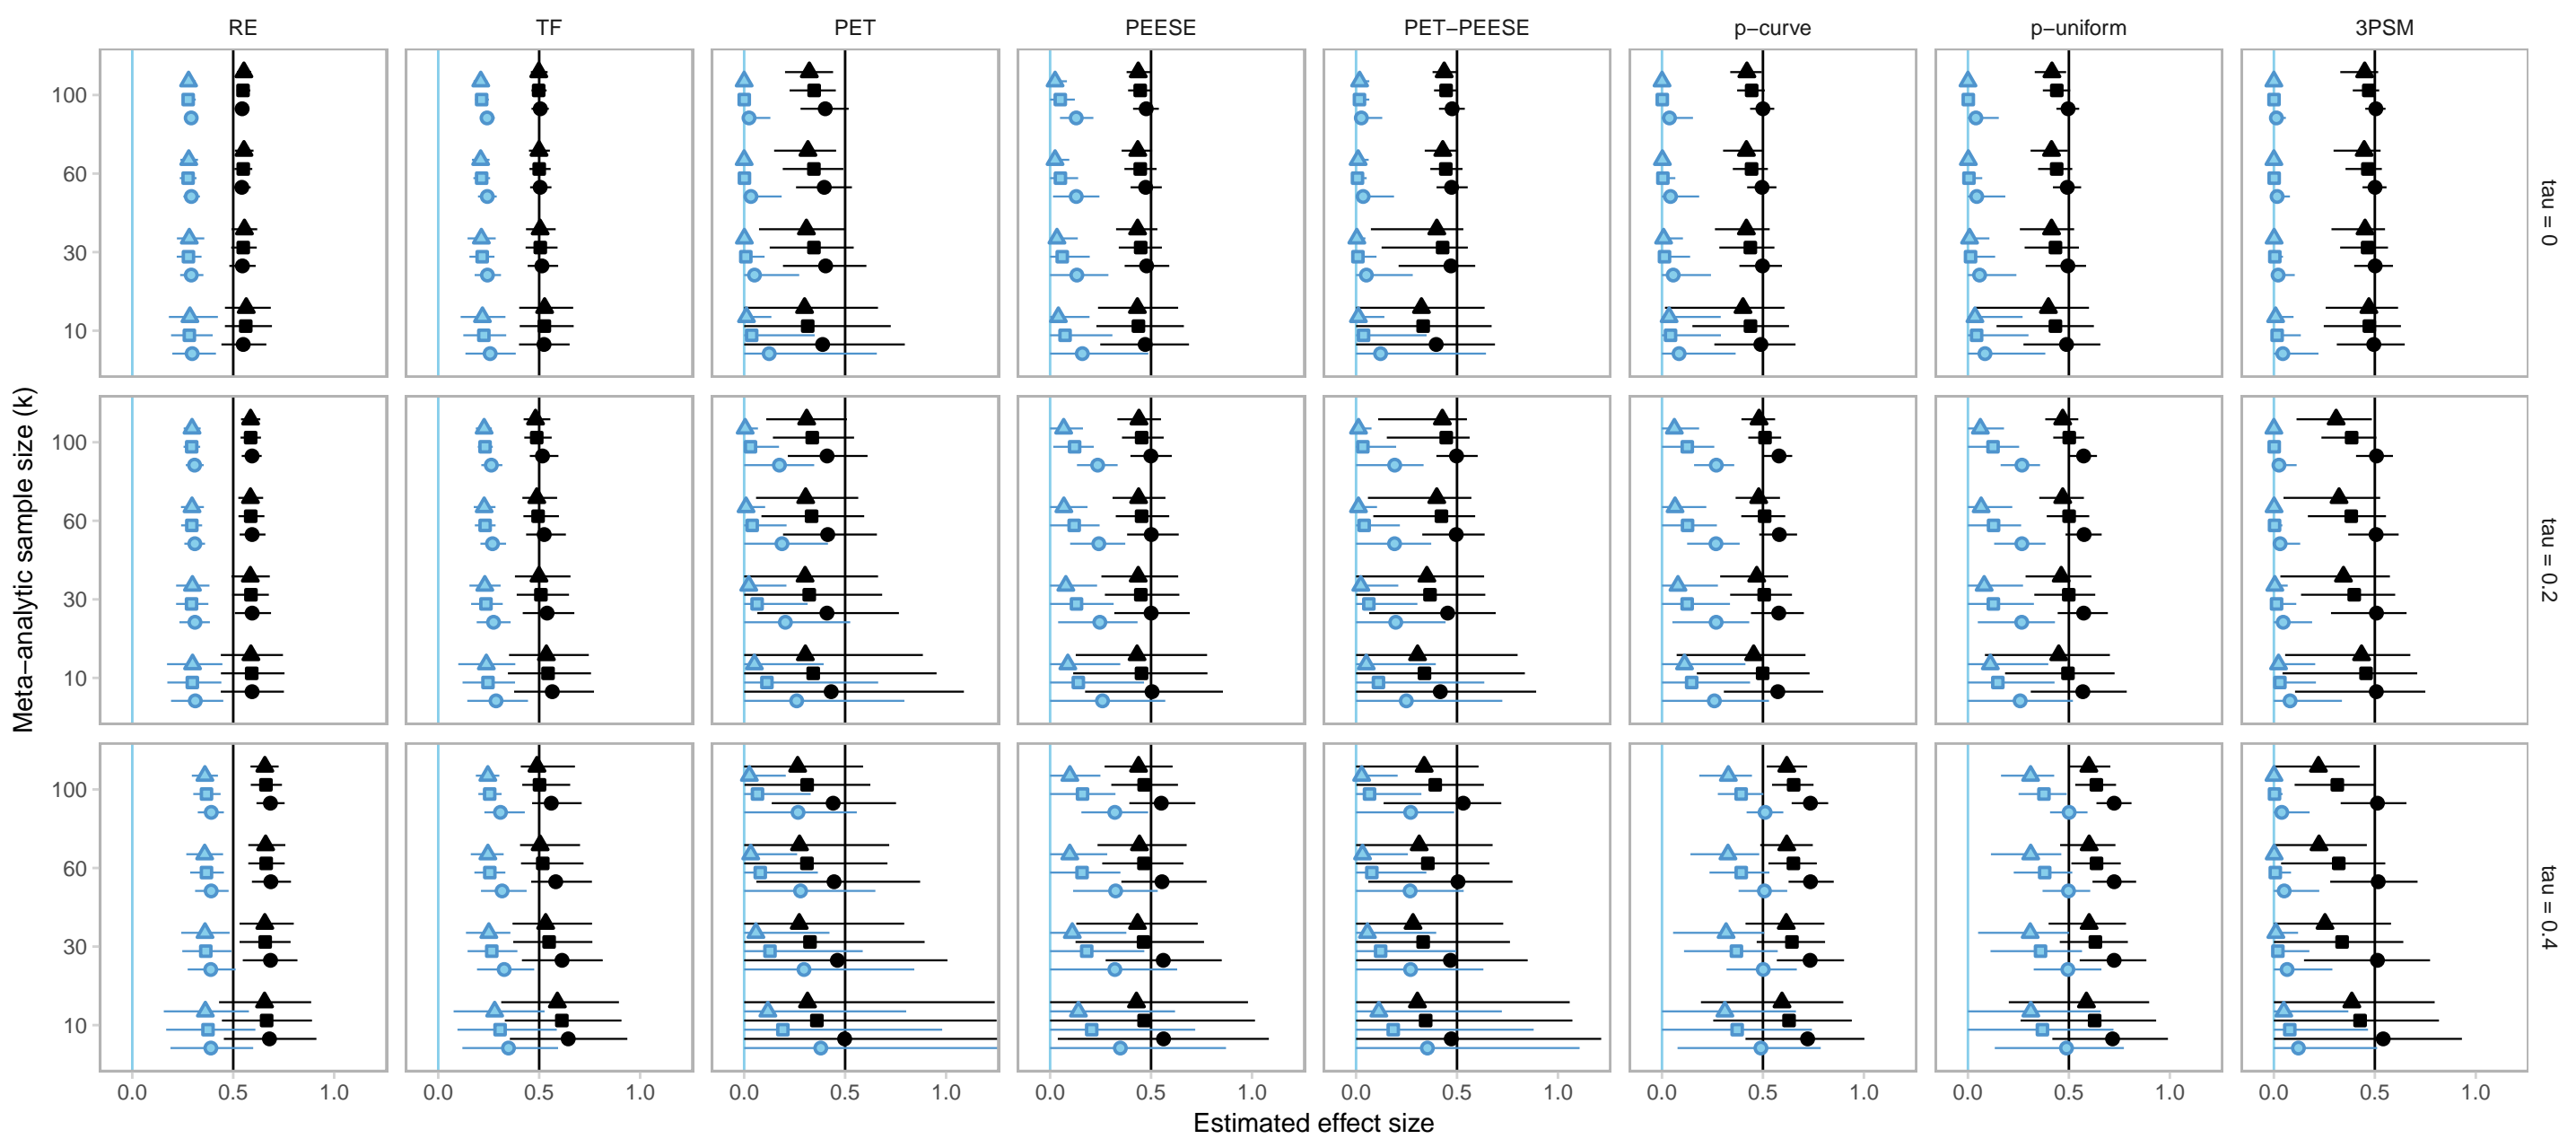 RE TF PET PEESE PET−PEESE p−curve p−uniform 3PSM
100
60
30
10
tau = 0
100
60
30
10
tau = 0.2
100
60
30
10
tau = 0.4
Meta−analytic sample size (k)
0.0 0.5 1.0 0.0 0.5 1.0 0.0 0.5 1.0 0.0 0.5 1.0 0.0 0.5 1.0 0.0 0.5 1.0 0.0 0.5 1.0 0.0 0.5 1.0
Estimated effect size